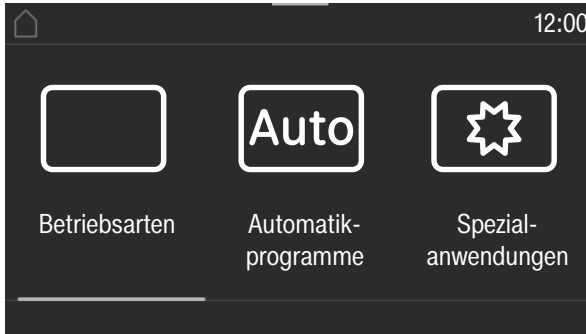 12:00
Auto
Betriebsarten
Automatik-
programme
Spezial-
anwendungen